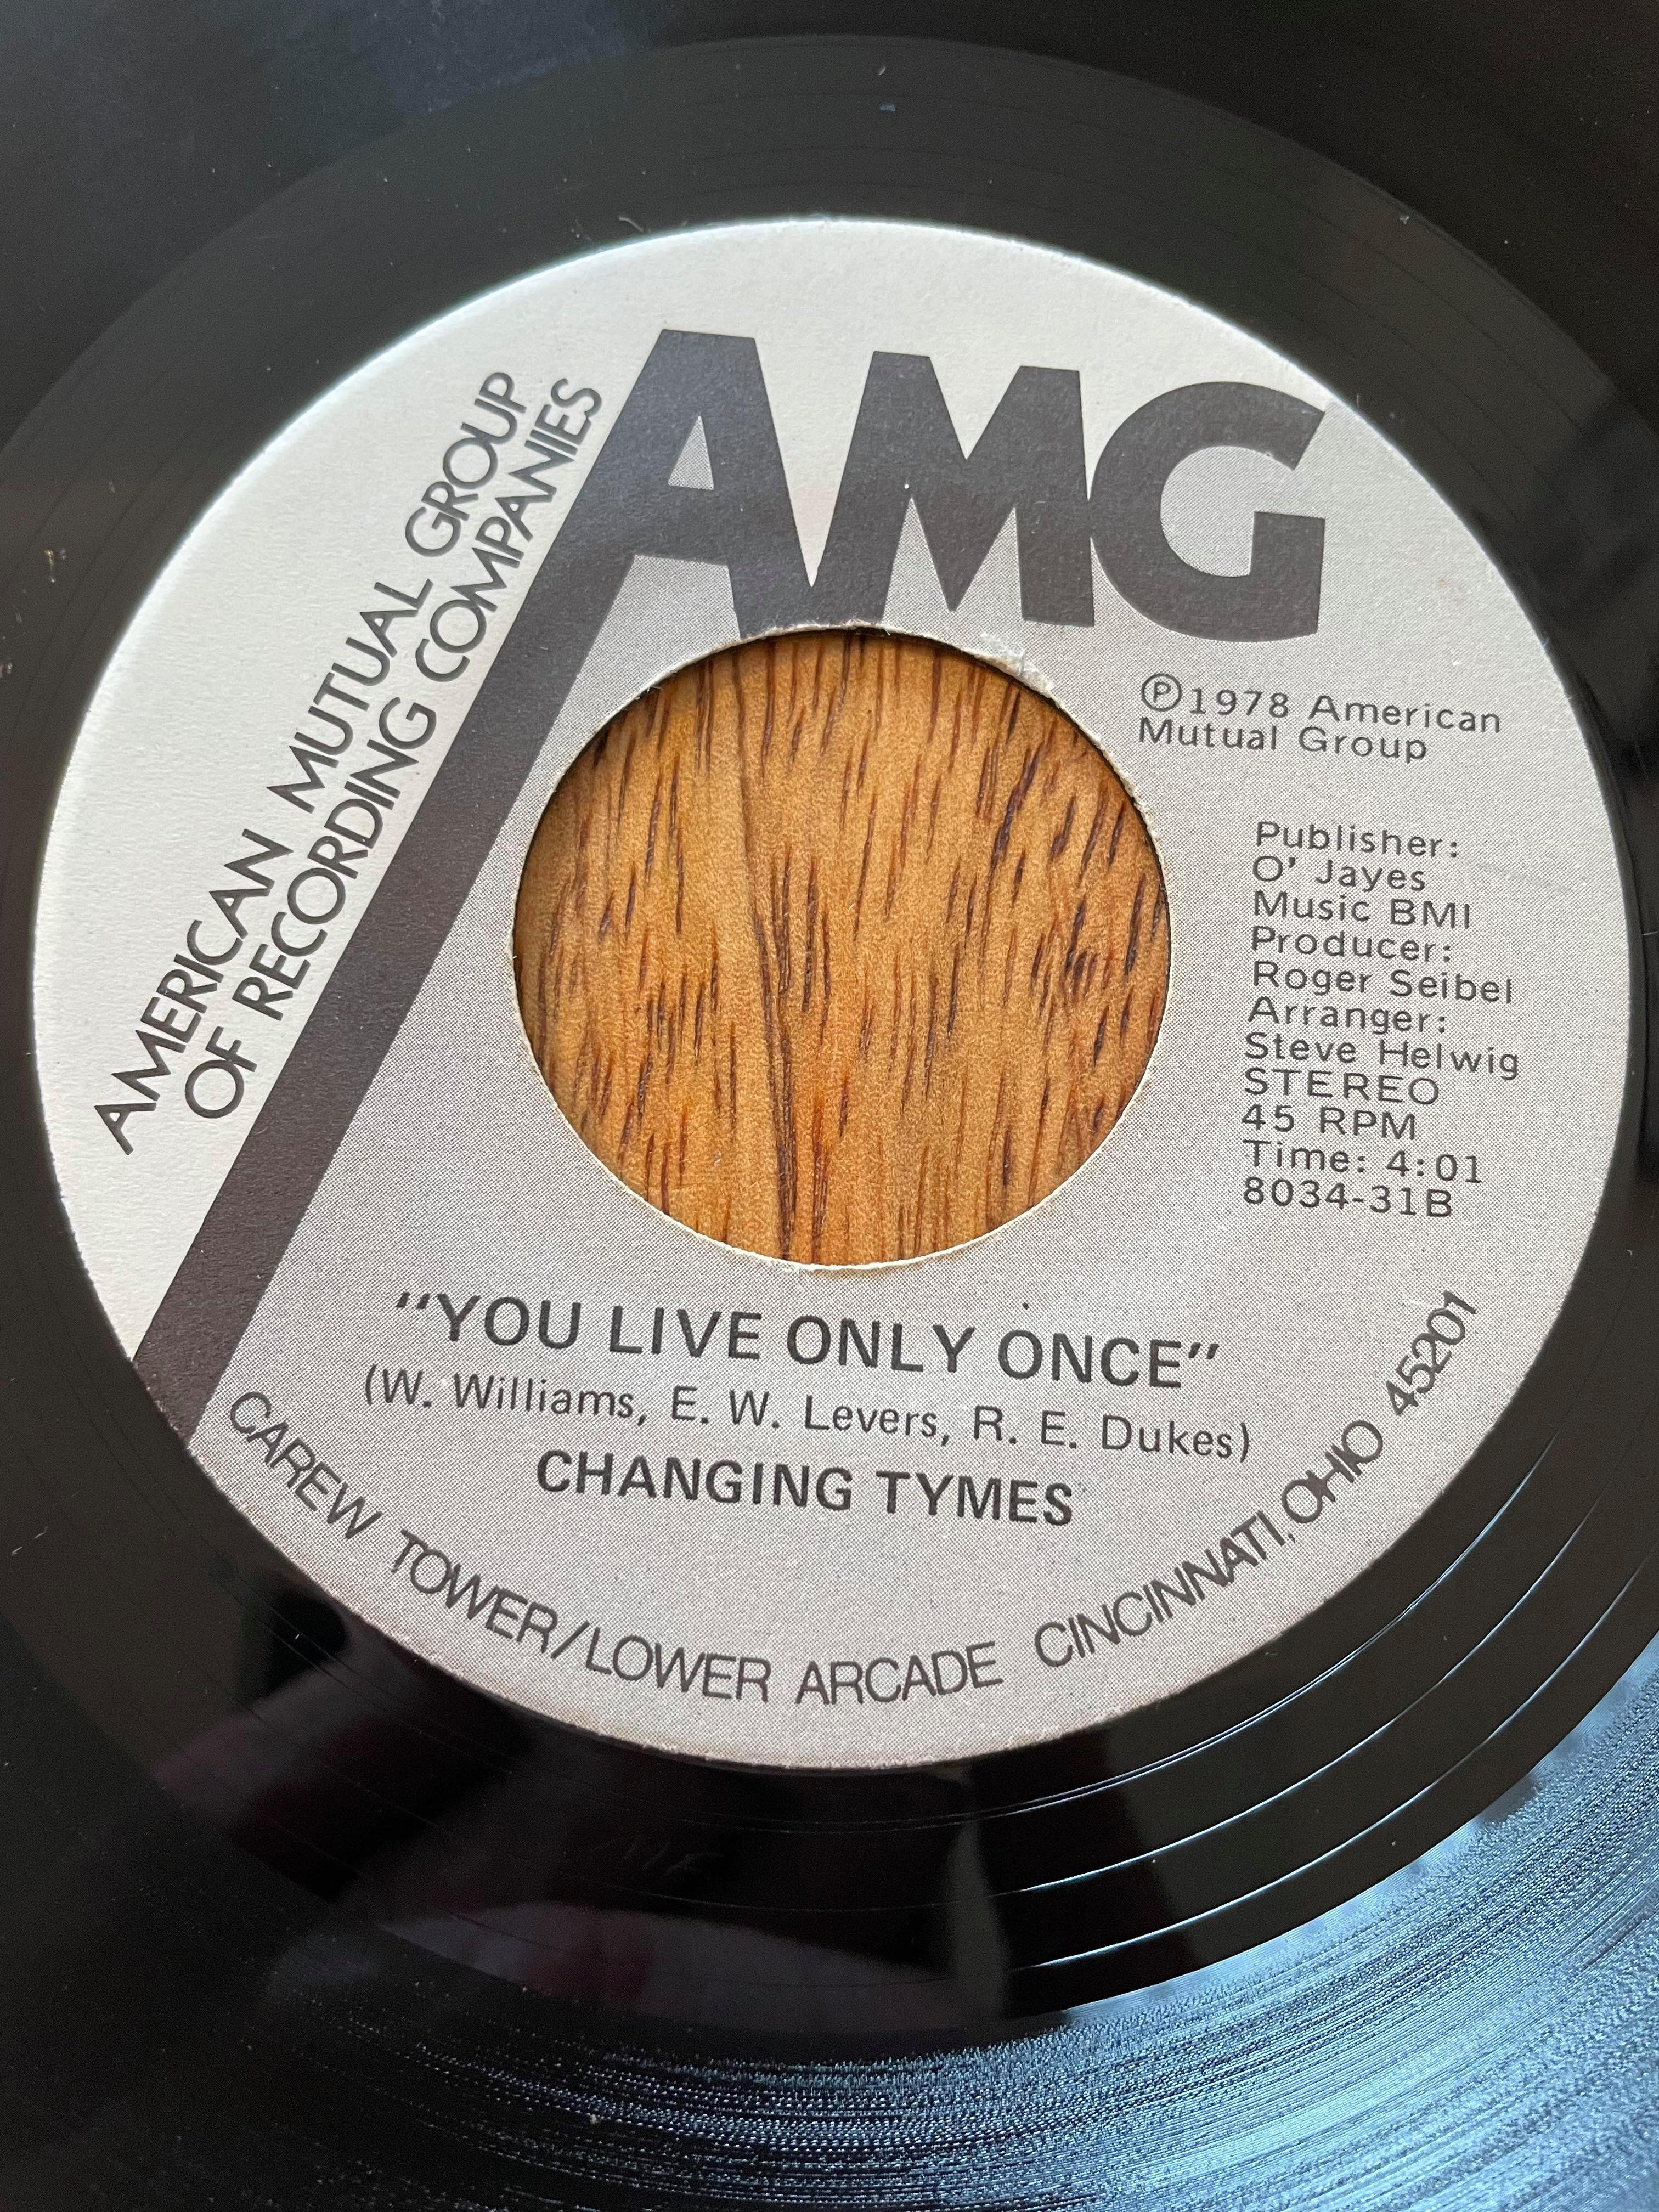 AMG
AMERICAN MUTUAL GROUP
OF RECORDING COMPANIES
Ⓟ1978 American
Mutual Group
Publisher:
O' Jayes
Music BMI
Producer:
Roger Seibel
Arranger:
Steve Helwig
STEREO
45 RPM
Time: 4:01
8034-31B
"YOU LIVE ONLY ONCE"
(W. Williams, E. W. Levers, R. E. Dukes)
CHANGING TYMES
CAREW TOWER/LOWER ARCADE CINCINNATI, OHIO 45201